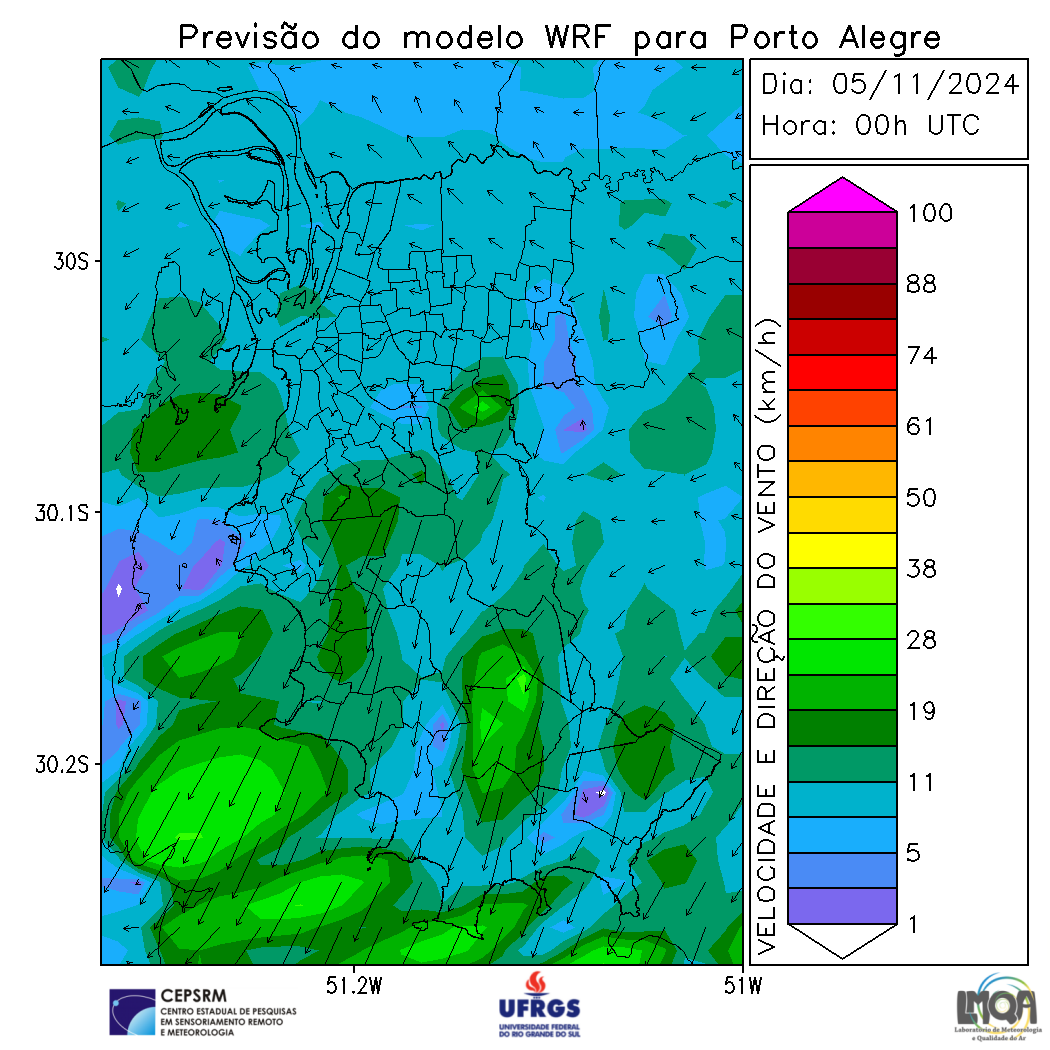 Previsão do modelo WRF para Porto Alegre
Dia: 05/11/2024
Hora: 00h UTC
30S
30.1S
30.2S
51.2W
51W
VELOCIDADE E DIREÇÃO DO VENTO (km/h)
100
88
74
61
50
38
28
19
11
5
1
CEPSRM
CENTRO ESTADUAL DE PESQUISAS
EM SENSORIAMENTO REMOTO
E METEOROLOGIA
UFRGS
UNIVERSIDADE FEDERAL
DO RIO GRANDE DO SUL
LMQA
Laboratório de Meteorologia
e Qualidade do Ar